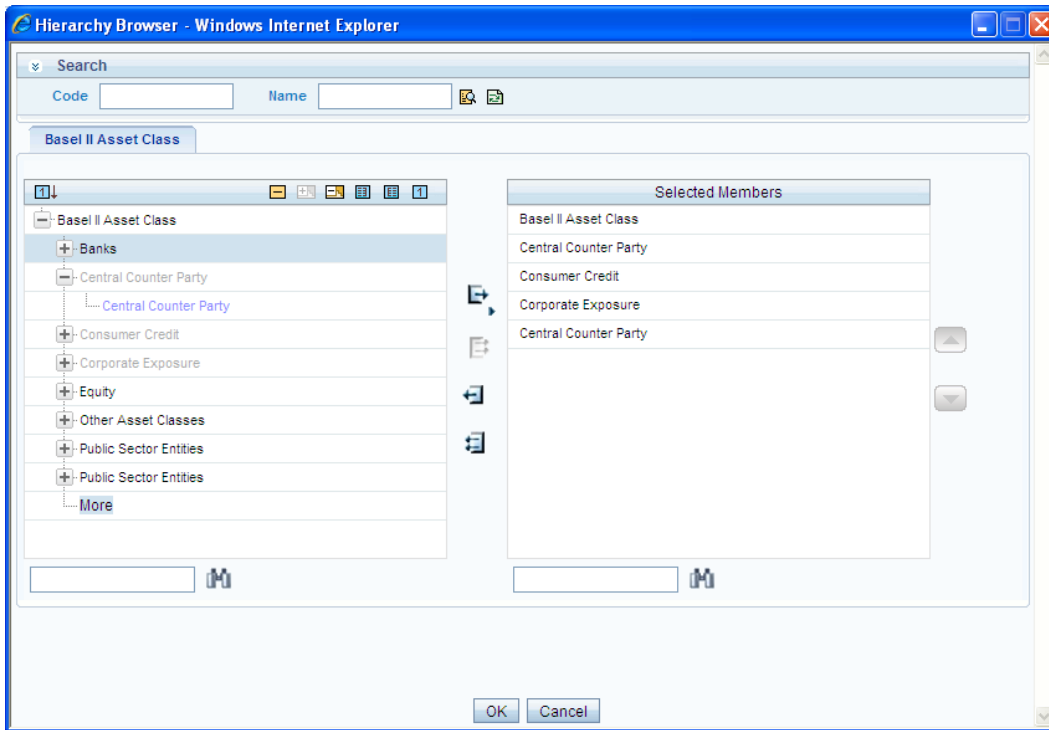 Hierarchy Browser - Windows Internet Explorer
Search
Code Name
Basel II Asset Class
1 1
Basel II Asset Class
Banks
Central Counter Party
Central Counter Party
Consumer Credit
Corporate Exposure
Equity
Other Asset Classes
Public Sector Entities
Public Sector Entities
More
Selected Members
Basel II Asset Class
Central Counter Party
Consumer Credit
Corporate Exposure
Central Counter Party
OK Cancel